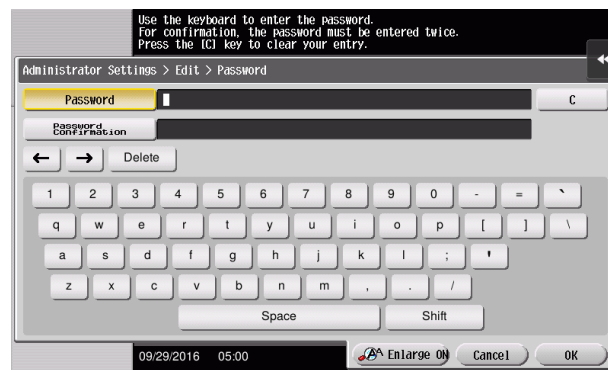 Use the keyboard to enter the password.
For confirmation, the password must be entered twice.
Press the [C] key to clear your entry.
Administrator Settings > Edit > Password
Password C
Password Confirmation
← → Delete
1 2 3 4 5 6 7 8 9 0 - = `
q w e r t y u i o p [ ] \
a s d f g h j k l ; '
z x c v b n m , . /
Space Shift
09/29/2016 05:00 Enlarge ON Cancel OK